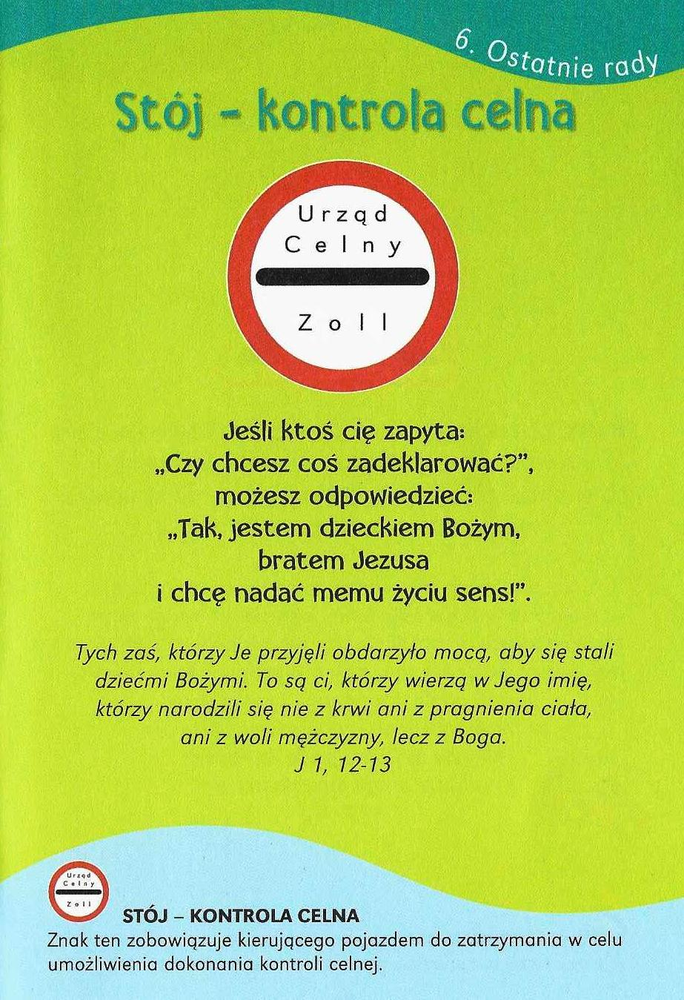 6. Ostatnie rady
Stój - kontrola celna
Urząd
Celny
Zoll
Jeśli ktoś cię zapyta:
„Czy chcesz coś zadeklarować?”,
możesz odpowiedzieć:
„Tak, jestem dzieckiem Bożym,
bratem Jezusa
i chcę nadać memu życiu sens!”.
Tych zaś, którzy Je przyjęli obdarzyło mocą, aby się stali
dziećmi Bożymi. To są ci, którzy wierzą w Jego imię,
którzy narodzili się nie z krwi ani z pragnienia ciała,
ani z woli mężczyzny, lecz z Boga.
J 1, 12-13
Urząd
Celny
Zoll
STÓJ – KONTROLA CELNA
Znak ten zobowiązuje kierującego pojazdem do zatrzymania w celu
umożliwienia dokonania kontroli celnej.